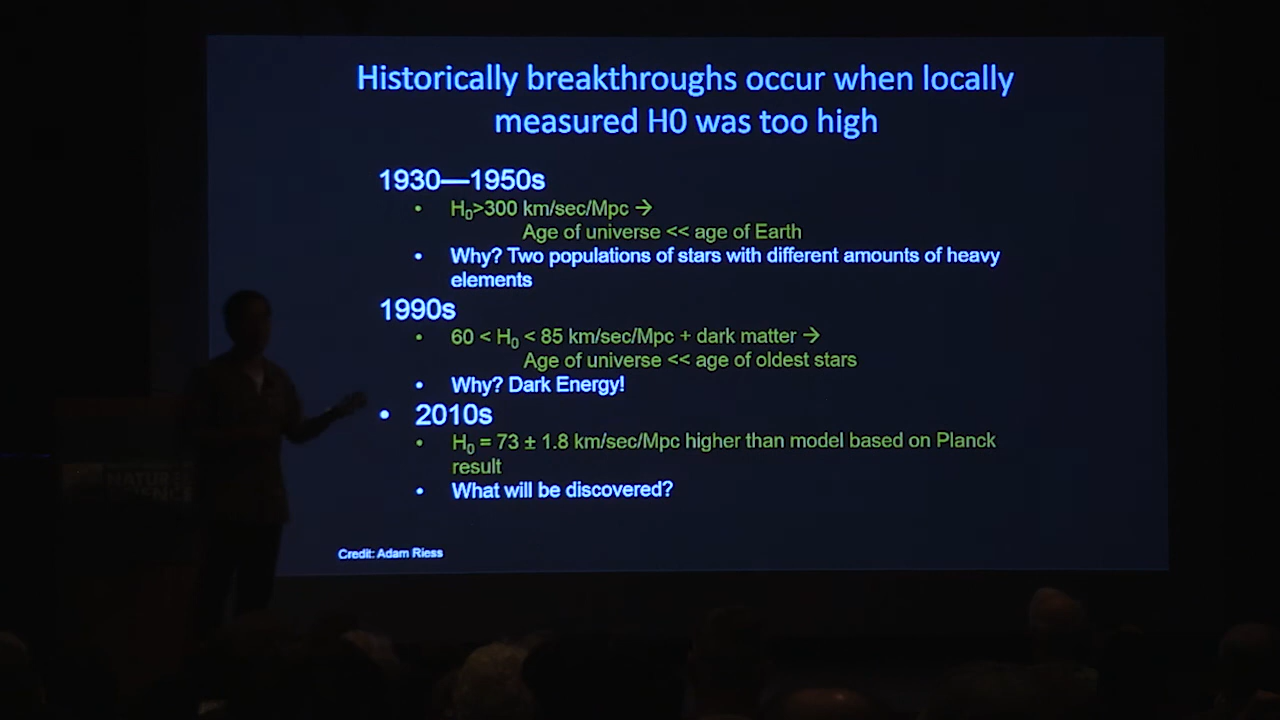 Historically breakthroughs occur when locally
measured H0 was too high
1930—1950s
• H₀>300 km/sec/Mpc →
Age of universe << age of Earth
• Why? Two populations of stars with different amounts of heavy
elements
1990s
• 60 < H₀ < 85 km/sec/Mpc + dark matter →
Age of universe << age of oldest stars
• Why? Dark Energy!
• 2010s
• H₀ = 73 ± 1.8 km/sec/Mpc higher than model based on Planck
result
• What will be discovered?
Credit: Adam Riess
NATURE
SCIENCE